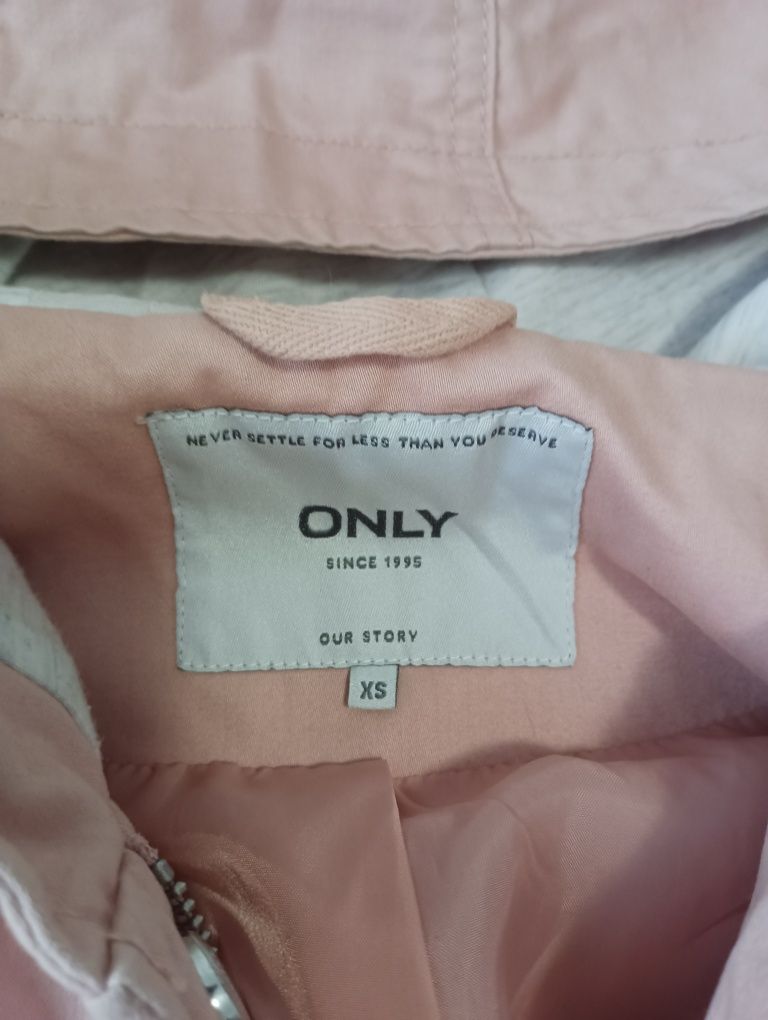 NEVER SETTLE FOR LESS THAN YOU DESERVE
ONLY
SINCE 1995
OUR STORY
XS